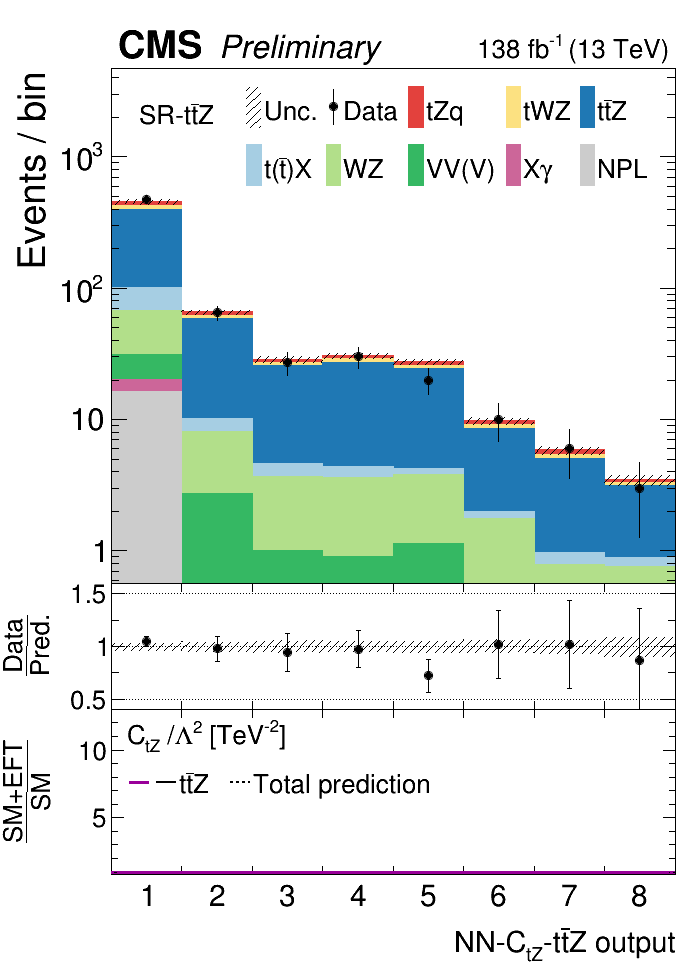 CMS Preliminary 138 fb⁻¹ (13 TeV)
Events / bin
SR-tt̄Z Unc. Data tZq tWZ tt̄Z
t(t̄)X WZ VV(V) Xγ NPL
10³
10²
10
1
Data
Pred.
1.5
1
0.5
SM+EFT
SM
C_tZ /Λ² [TeV⁻²]
tt̄Z Total prediction
10
5
1 2 3 4 5 6 7 8
NN-C_tZ-tt̄Z output